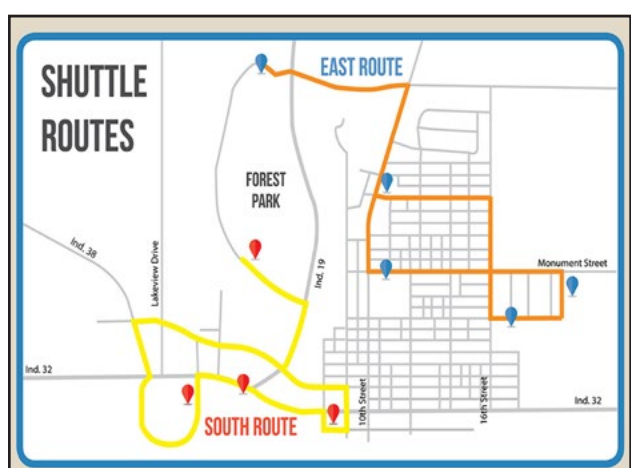 SHUTTLE
ROUTES
EAST ROUTE
FOREST
PARK
Ind. 38
Lakeview Drive
Ind. 19
Monument Street
Ind. 32
10th Street
16th Street
Ind. 32
SOUTH ROUTE